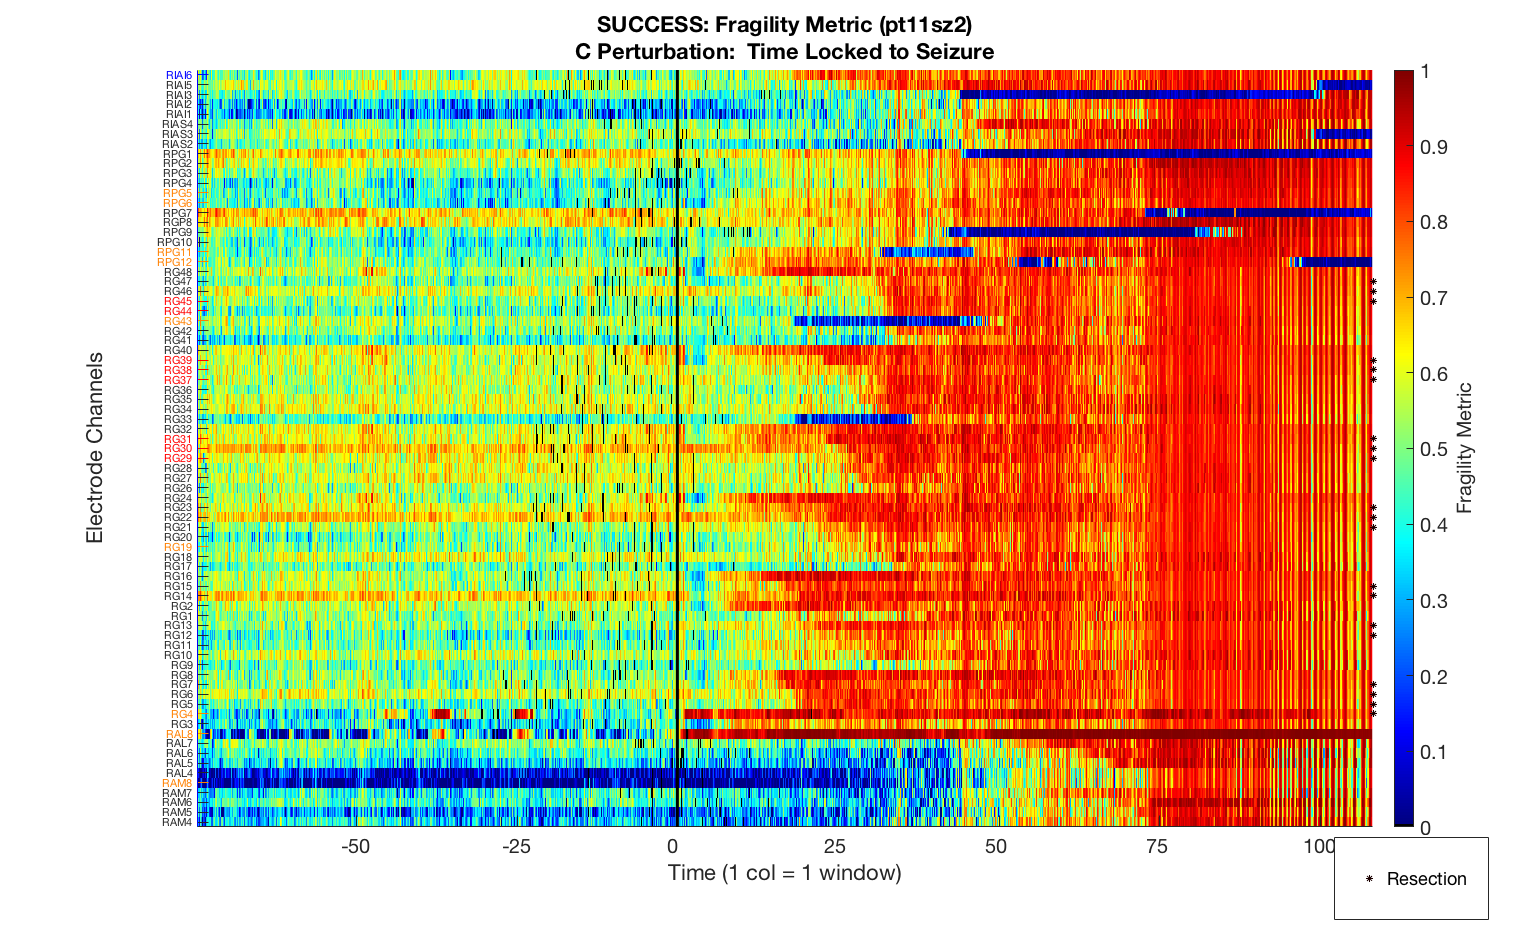 SUCCESS: Fragility Metric (pt11sz2)
C Perturbation: Time Locked to Seizure
RIAI6
RIAI5
RIAI3
RIAI2
RIAI1
RIAS4
RIAS3
RIAS2
RPG1
RPG2
RPG3
RPG4
RPG5
RPG6
RPG7
RGP8
RPG9
RPG10
RPG11
RPG12
RG48
RG47
RG46
RG45
RG44
RG43
RG42
RG41
RG40
RG39
RG38
RG37
RG36
RG35
RG34
RG33
RG32
RG31
RG30
RG29
RG28
RG27
RG26
RG24
RG23
RG22
RG21
RG20
RG19
RG18
RG17
RG16
RG15
RG14
RG2
RG1
RG13
RG12
RG11
RG10
RG9
RG8
RG7
RG6
RG5
RG4
RG3
RAL8
RAL7
RAL6
RAL5
RAL4
RAM8
RAM7
RAM6
RAM5
RAM4
Electrode Channels
-50
-25
0
25
50
75
100
Time (1 col = 1 window)
1
0.9
0.8
0.7
0.6
0.5
0.4
0.3
0.2
0.1
0
Fragility Metric
Resection